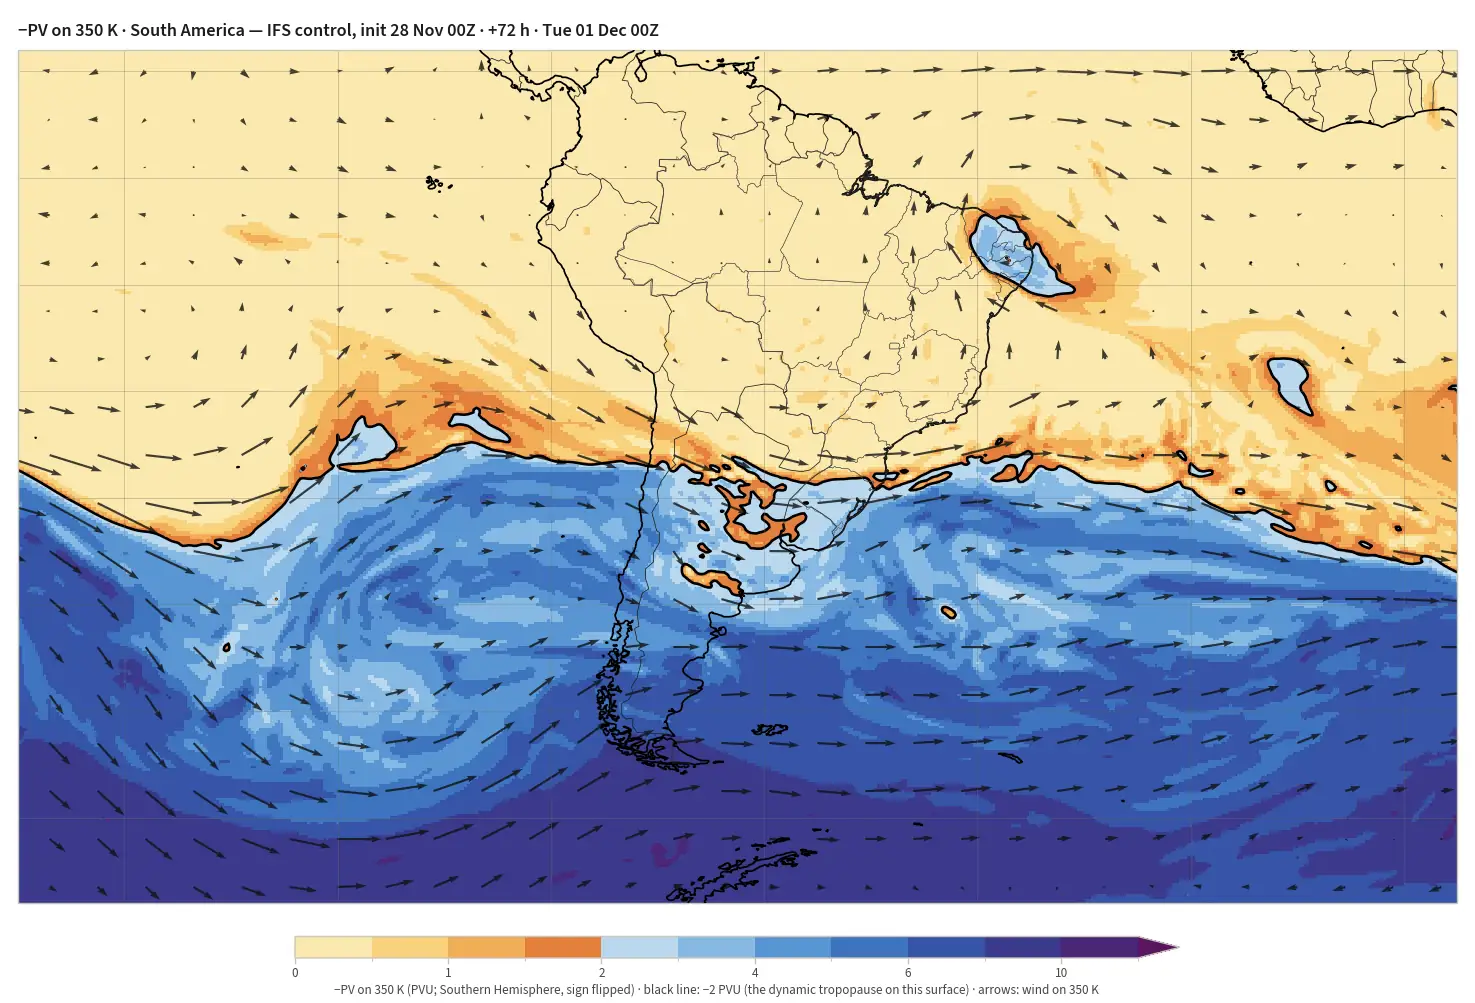 −PV on 350 K · South America — IFS control, init 28 Nov 00Z · +72 h · Tue 01 Dec 00Z
0 1 2 4 6 10
−PV on 350 K (PVU; Southern Hemisphere, sign flipped) · black line: −2 PVU (the dynamic tropopause on this surface) · arrows: wind on 350 K